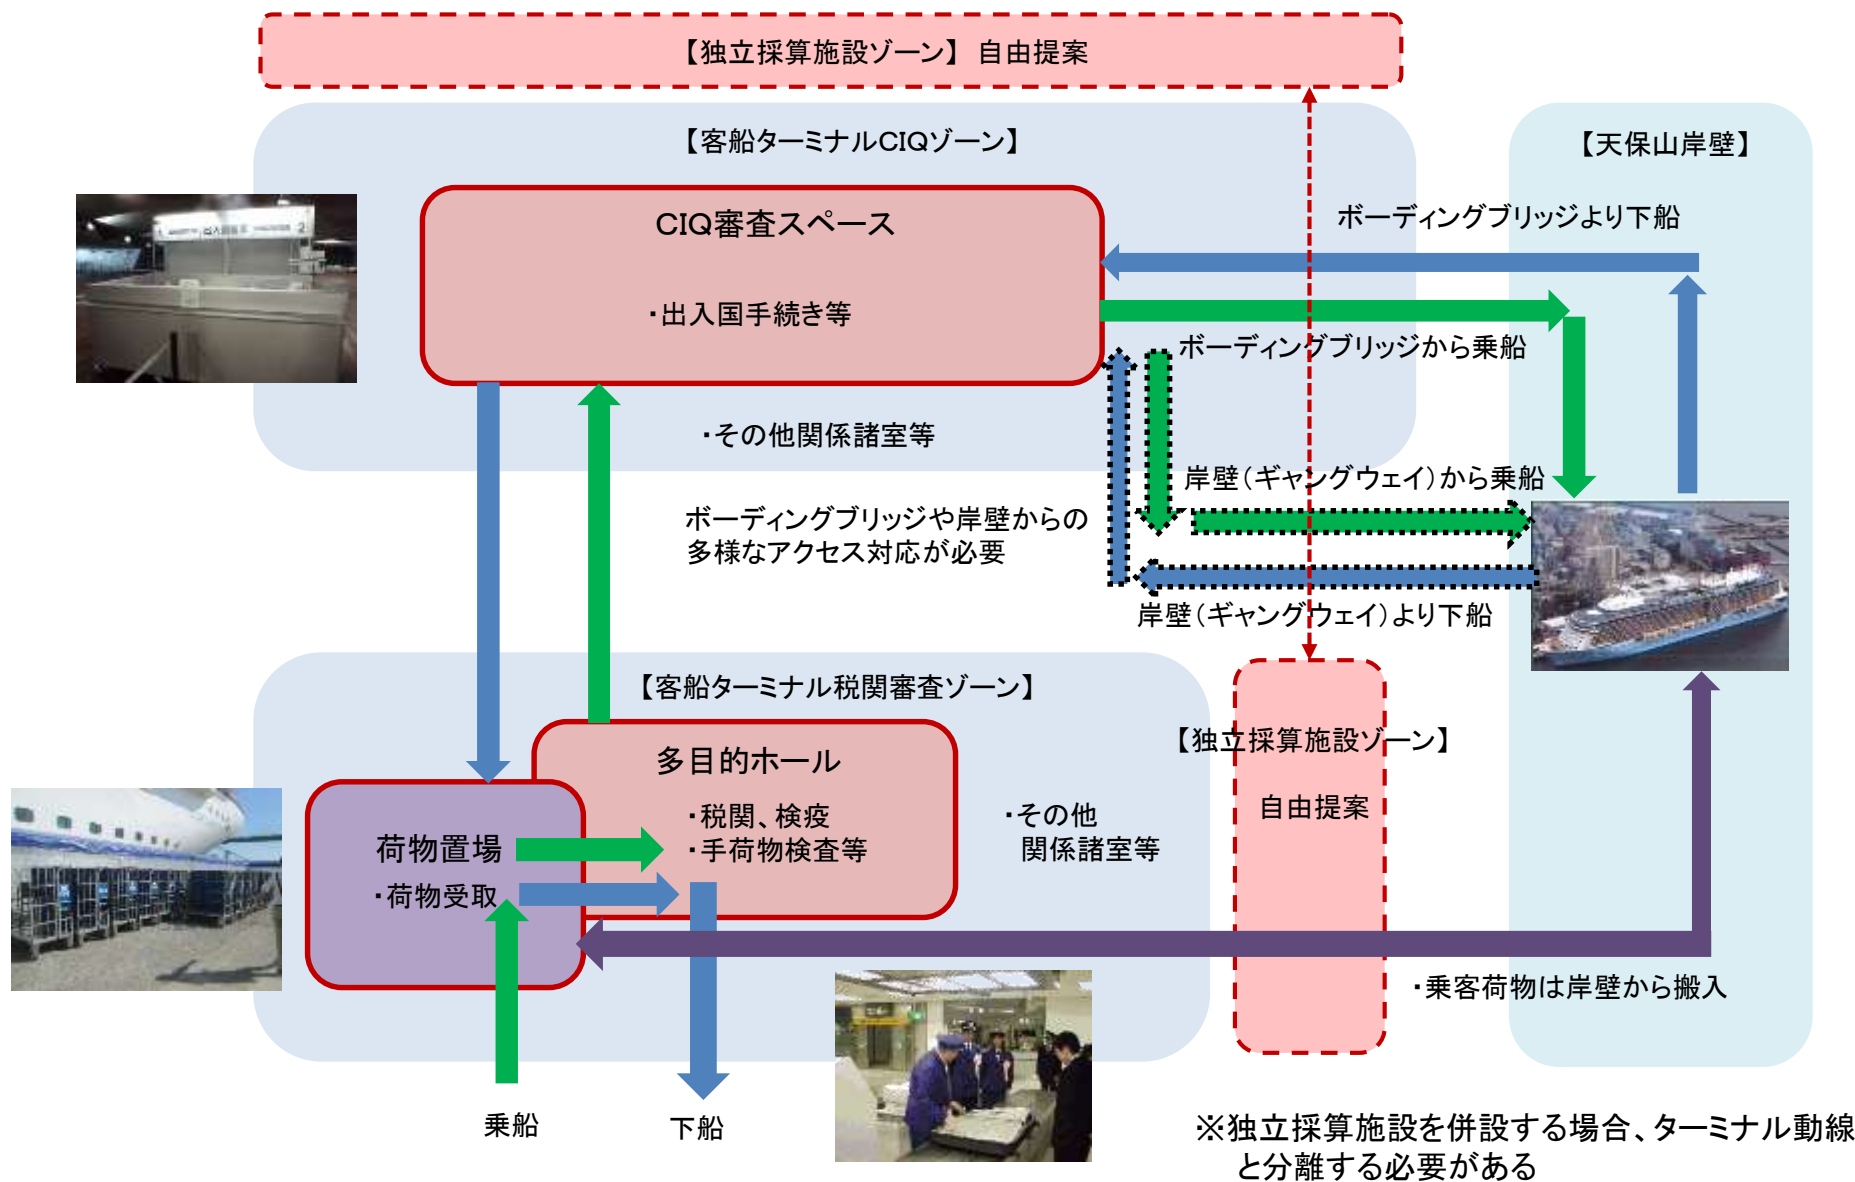 【独立採算施設ゾーン】 自由提案
【客船ターミナルCIQゾーン】
【天保山岸壁】
CIQ審査スペース
・出入国手続き等
ボーディングブリッジより下船
ボーディングブリッジから乗船
・その他関係諸室等
岸壁（ギャングウェイ）から乗船
ボーディングブリッジや岸壁からの
多様なアクセス対応が必要
岸壁（ギャングウェイ）より下船
【客船ターミナル税関審査ゾーン】
多目的ホール
・税関、検疫
・手荷物検査等
荷物置場
・荷物受取
・その他
関係諸室等
【独立採算施設ゾーン】
自由提案
・乗客荷物は岸壁から搬入
乗船
下船
※独立採算施設を併設する場合、ターミナル動線
と分離する必要がある